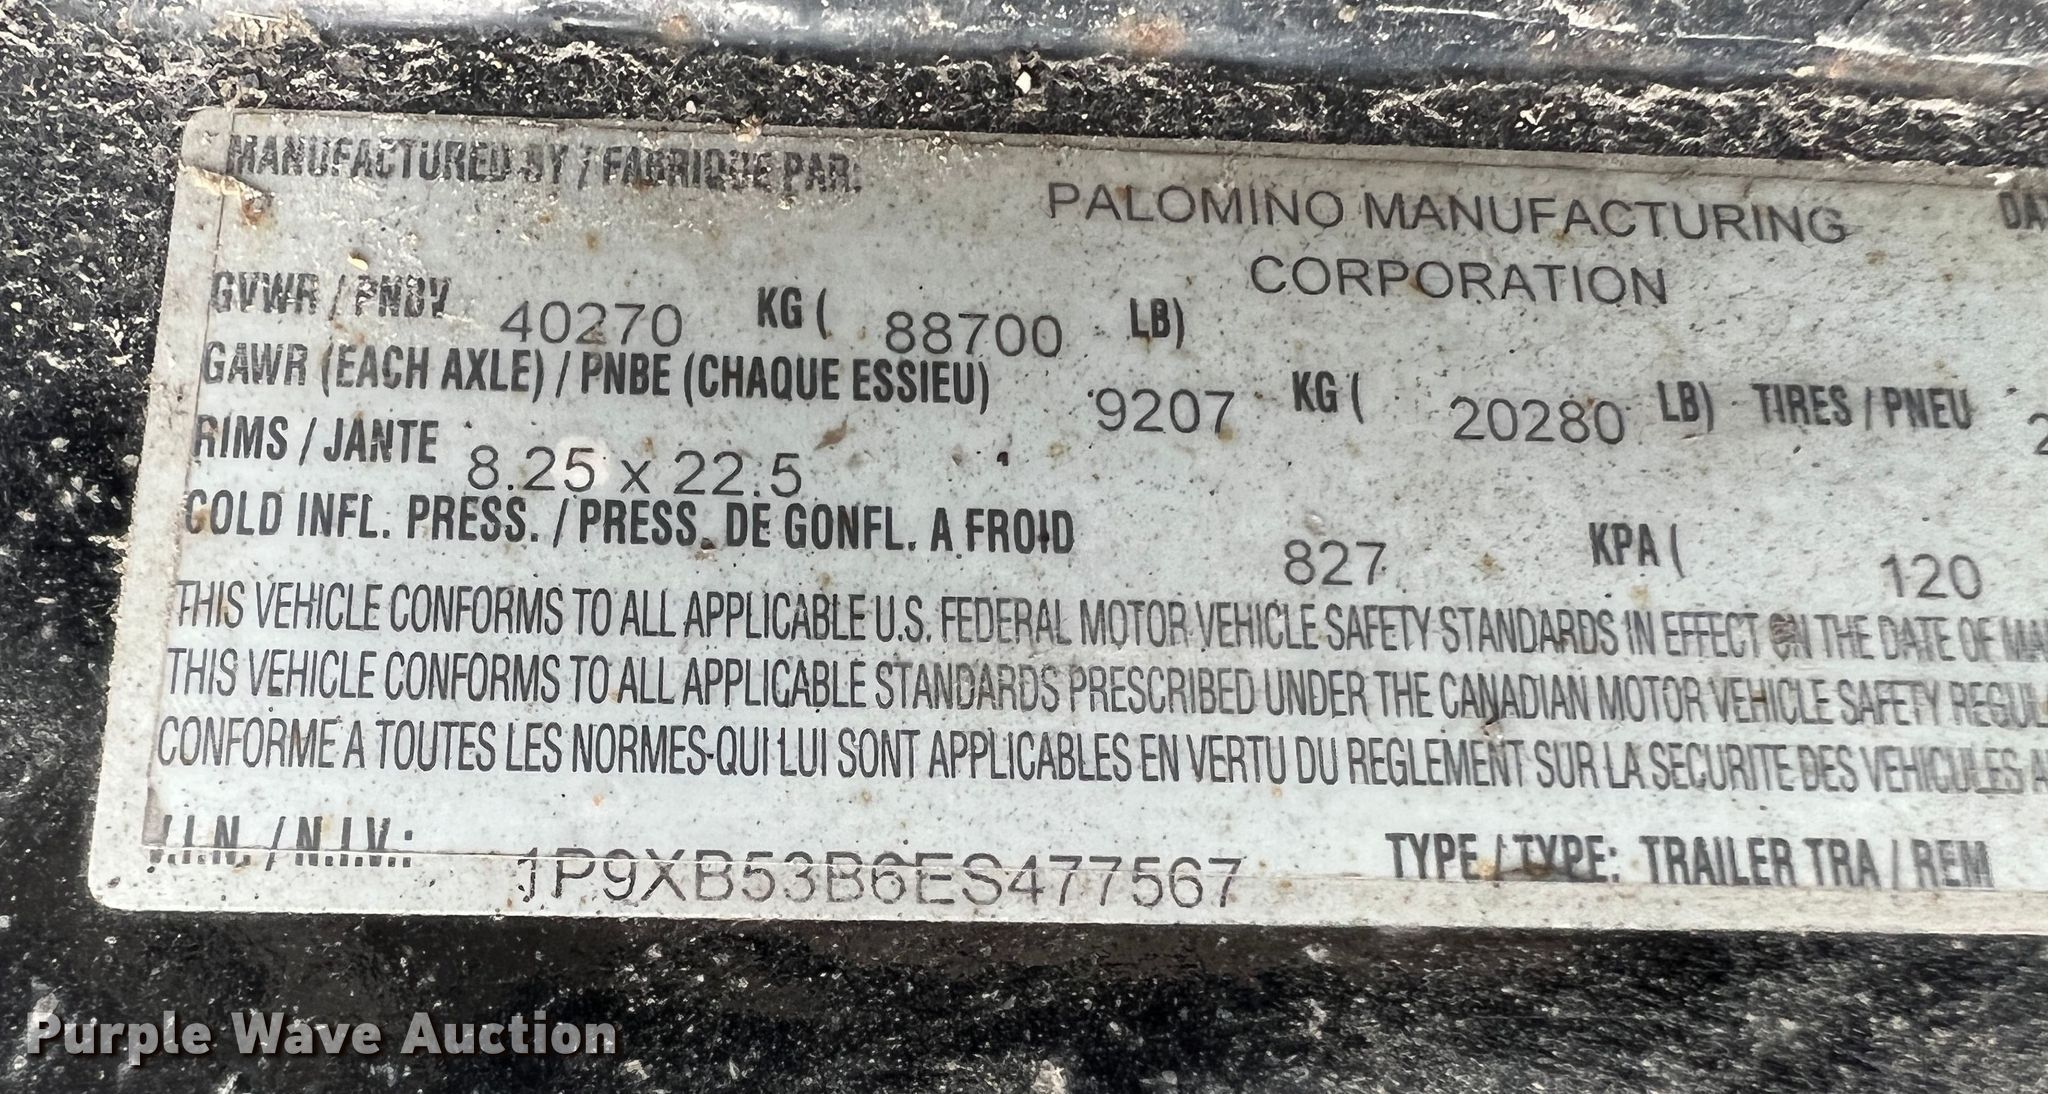 MANUFACTURED BY / FABRIQUE PAR:
PALOMINO MANUFACTURING
CORPORATION
GVWR / PNBV 40270 KG ( 88700 LB)
GAWR (EACH AXLE) / PNBE (CHAQUE ESSIEU) 9207 KG ( 20280 LB) TIRES / PNEU
RIMS / JANTE 8.25 x 22.5
COLD INFL. PRESS. / PRESS. DE GONFL. A FROID 827 KPA ( 120
THIS VEHICLE CONFORMS TO ALL APPLICABLE U.S. FEDERAL MOTOR VEHICLE SAFETY STANDARDS IN EFFECT ON THE DATE OF
THIS VEHICLE CONFORMS TO ALL APPLICABLE STANDARDS PRESCRIBED UNDER THE CANADIAN MOTOR VEHICLE SAFETY
CONFORME A TOUTES LES NORMES QUI LUI SONT APPLICABLES EN VERTU DU REGLEMENT SUR LA SECURITE DES VEHICULES
V.I.N. / N.I.V.: 1P9XB53B6ES477567 TYPE / TYPE: TRAILER TRA / REM
Purple Wave Auction